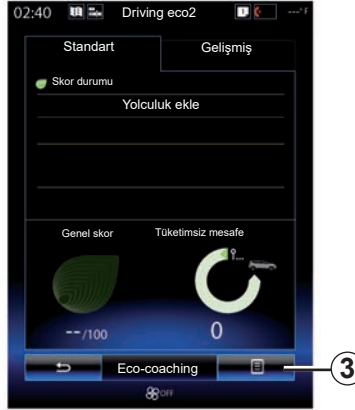 02:40 Driving eco2 ---°F
Standart Gelişmiş
Skor durumu
Yolculuk ekle
Genel skor Tüketimsiz mesafe
--/100 0
Eco-coaching
OFF
3